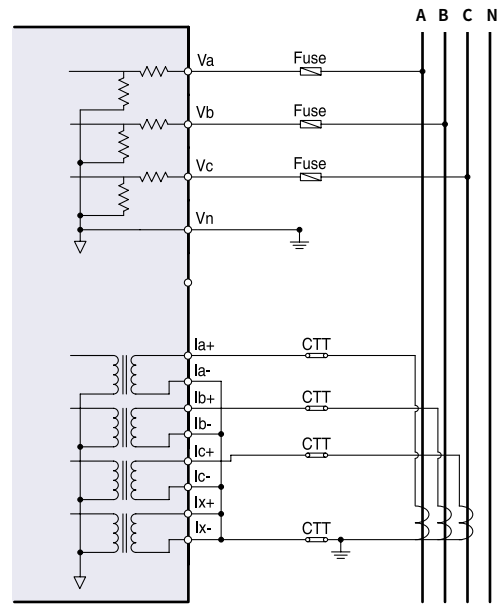 A B C N
Va Fuse
Vb Fuse
Vc Fuse
Vn
Ia+ CTT
Ia-
Ib+ CTT
Ib-
Ic+ CTT
Ic-
Ix+
Ix- CTT